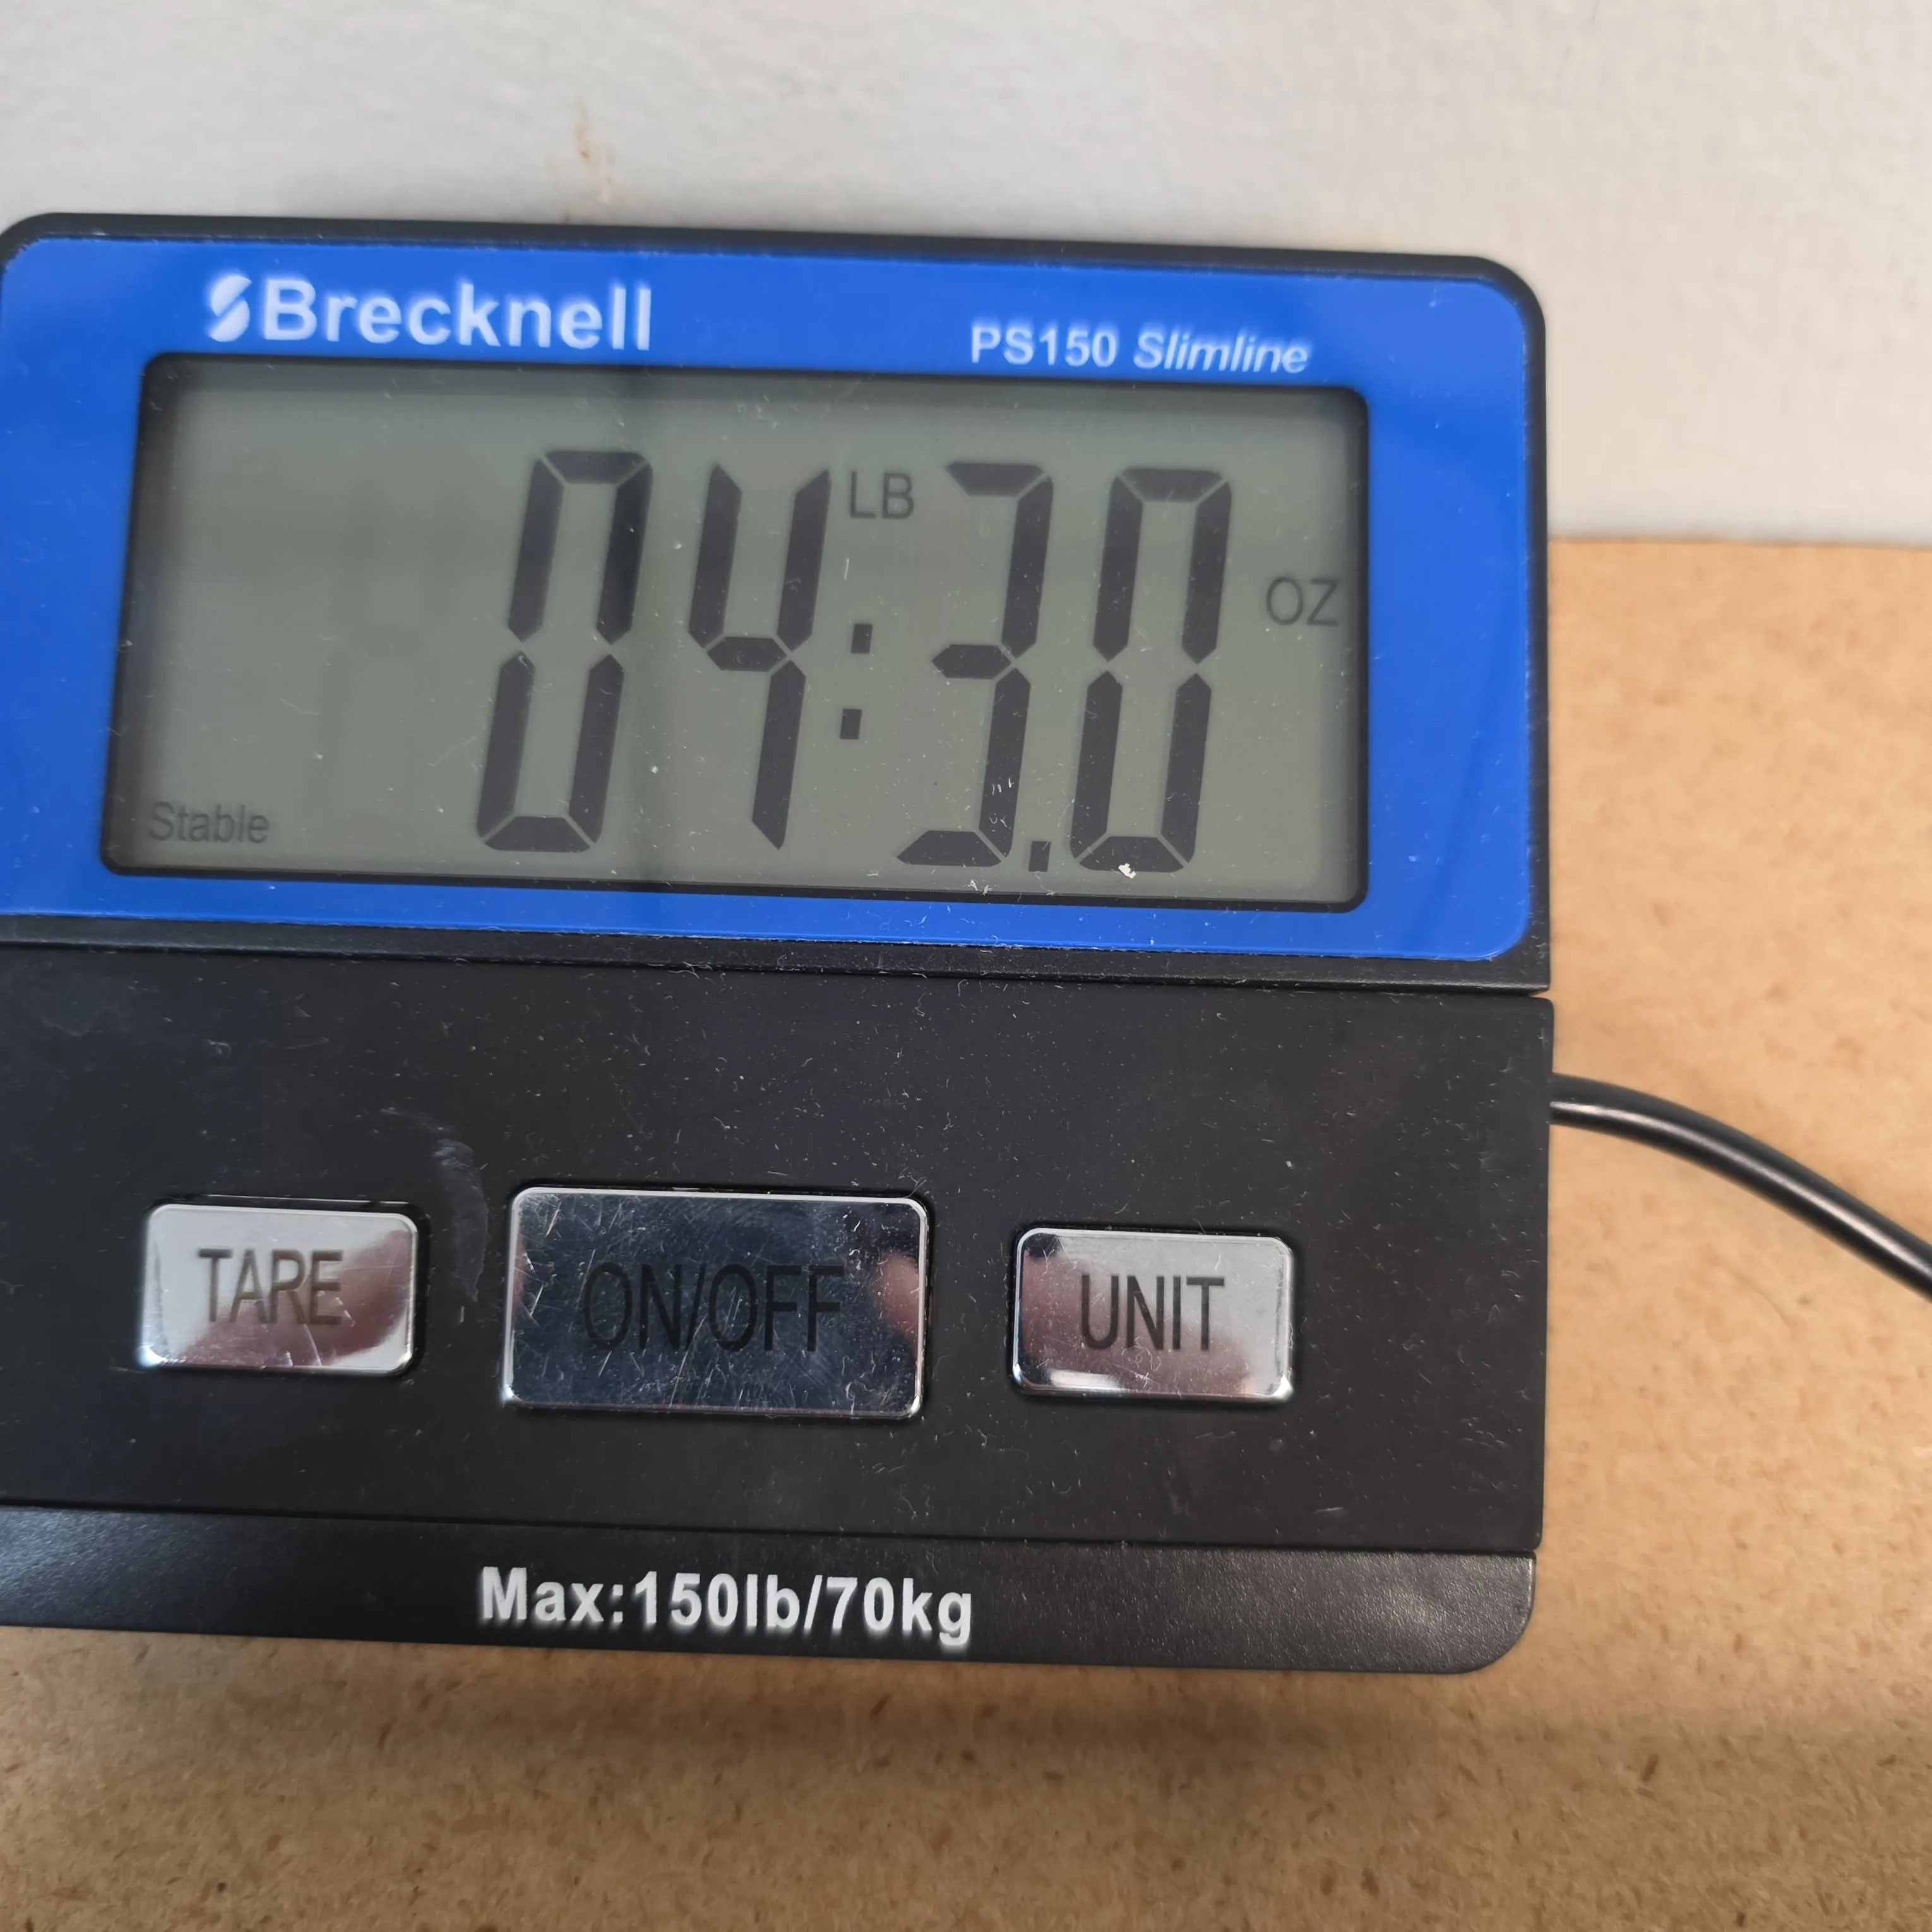 Brecknell
PS150 Slimline
04 LB : 3.0 OZ
Stable
TARE
ON/OFF
UNIT
Max:150lb/70kg